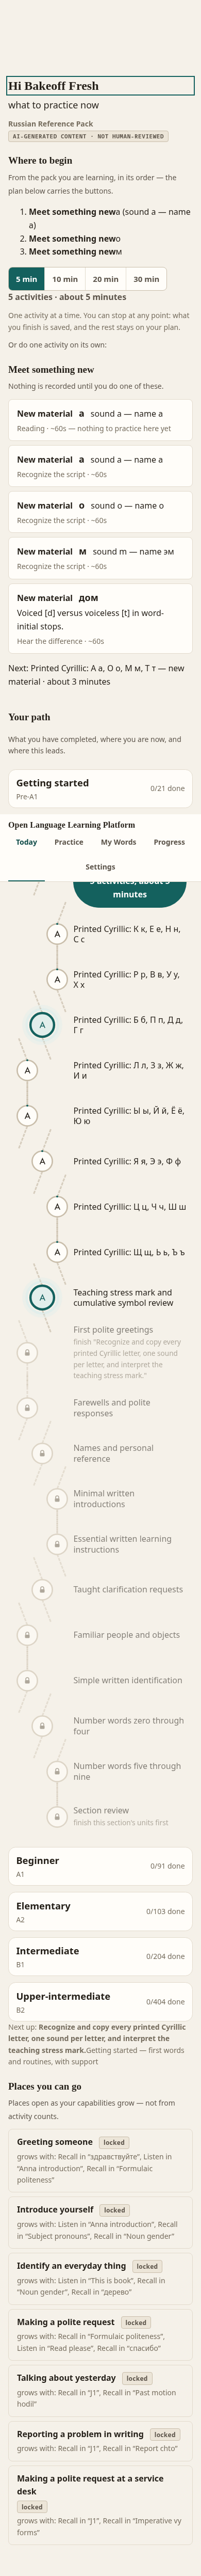 Hi Bakeoff Fresh
what to practice now
Russian Reference Pack
AI-GENERATED CONTENT · NOT HUMAN-REVIEWED
Where to begin
From the pack you are learning, in its order — the
plan below carries the buttons.
1. Meet something newа (sound a — name
а)
2. Meet something newо
3. Meet something newм
5 min 10 min 20 min 30 min
5 activities · about 5 minutes
One activity at a time. You can stop at any point: what
you finish is saved, and the rest stays on your plan.
Or do one activity on its own:
Meet something new
Nothing is recorded until you do one of these.
New material а sound a — name а
Reading · ~60s — nothing to practice here yet
New material а sound a — name а
Recognize the script · ~60s
New material о sound o — name о
Recognize the script · ~60s
New material м sound m — name эм
Recognize the script · ~60s
New material дом
Voiced [d] versus voiceless [t] in word-
initial stops.
Hear the difference · ~60s
Next: Printed Cyrillic: А а, О о, М м, Т т — new
material · about 3 minutes
Your path
What you have completed, where you are now, and
where this leads.
Getting started
Pre-A1
0/21 done
Open Language Learning Platform
Today Practice My Words Progress
Settings
5 activities, about 5
minutes
Printed Cyrillic: К к, Е е, Н н,
С с
Printed Cyrillic: Р р, В в, У у,
Х х
Printed Cyrillic: Б б, П п, Д д,
Г г
Printed Cyrillic: Л л, З з, Ж ж,
И и
Printed Cyrillic: Ы ы, Й й, Ё ё,
Ю ю
Printed Cyrillic: Я я, Э э, Ф ф
Printed Cyrillic: Ц ц, Ч ч, Ш ш
Printed Cyrillic: Щ щ, Ь ь, Ъ ъ
Teaching stress mark and
cumulative symbol review
First polite greetings
finish “Recognize and copy every
printed Cyrillic letter, one sound
per letter, and interpret the
teaching stress mark.”
Farewells and polite
responses
Names and personal
reference
Minimal written
introductions
Essential written learning
instructions
Taught clarification requests
Familiar people and objects
Simple written identification
Number words zero through
four
Number words five through
nine
Section review
finish this section's units first
Beginner
A1
0/91 done
Elementary
A2
0/103 done
Intermediate
B1
0/204 done
Upper-intermediate
B2
0/404 done
Next up: Recognize and copy every printed Cyrillic
letter, one sound per letter, and interpret the
teaching stress mark.Getting started — first words
and routines, with support
Places you can go
Places open as your capabilities grow — not from
activity counts.
Greeting someone locked
grows with: Recall in “здравствуйте”, Listen in
“Anna introduction”, Recall in “Formulaic
politeness”
Introduce yourself locked
grows with: Listen in “Anna introduction”, Recall
in “Subject pronouns”, Recall in “Noun gender”
Identify an everyday thing locked
grows with: Listen in “This is book”, Recall in
“Noun gender”, Recall in “дерево”
Making a polite request locked
grows with: Recall in “Formulaic politeness”,
Listen in “Read please”, Recall in “спасибо”
Talking about yesterday locked
grows with: Recall in “J1”, Recall in “Past motion
hodil”
Reporting a problem in writing locked
grows with: Recall in “J1”, Recall in “Report chto”
Making a polite request at a service
desk
locked
grows with: Recall in “J1”, Recall in “Imperative vy
forms”